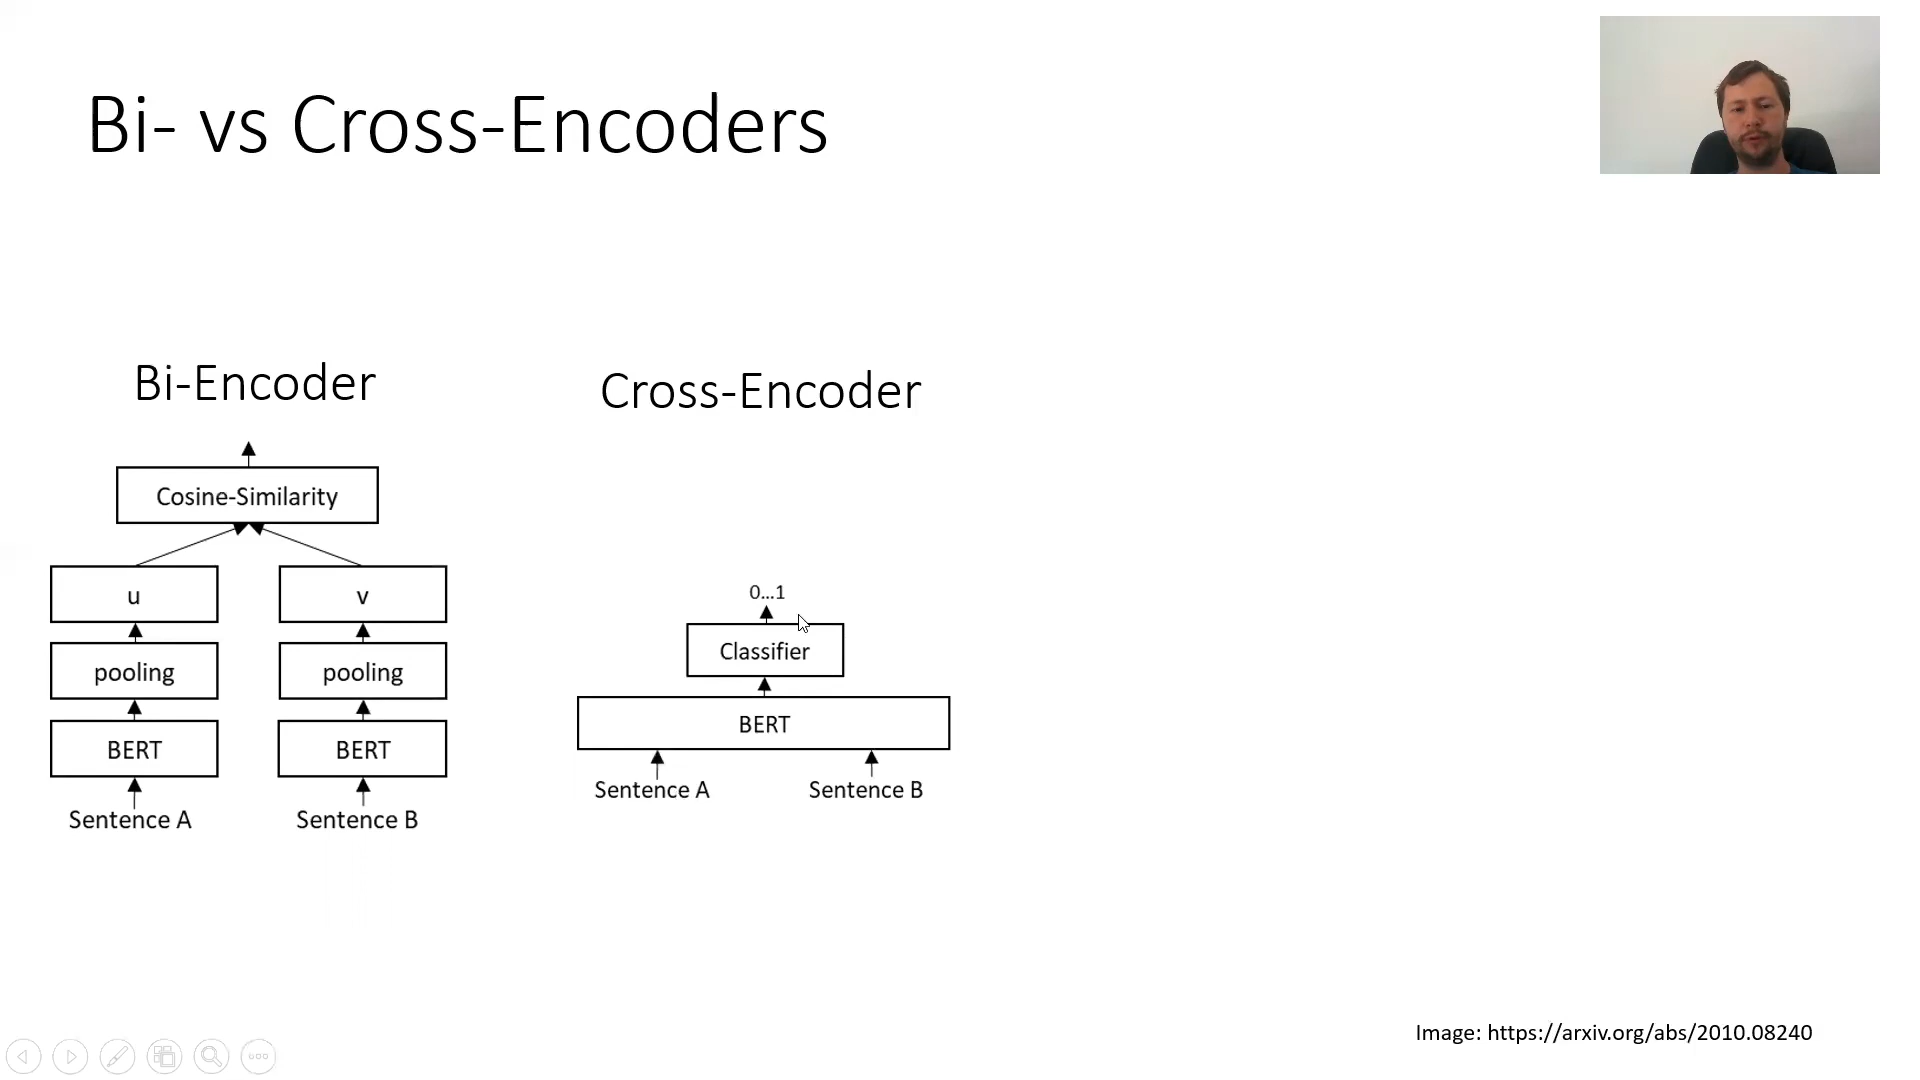 Bi- vs Cross-Encoders
Bi-Encoder
Cosine-Similarity
u
v
pooling
pooling
BERT
BERT
Sentence A
Sentence B
Cross-Encoder
0...1
Classifier
BERT
Sentence A
Sentence B
Image: https://arxiv.org/abs/2010.08240